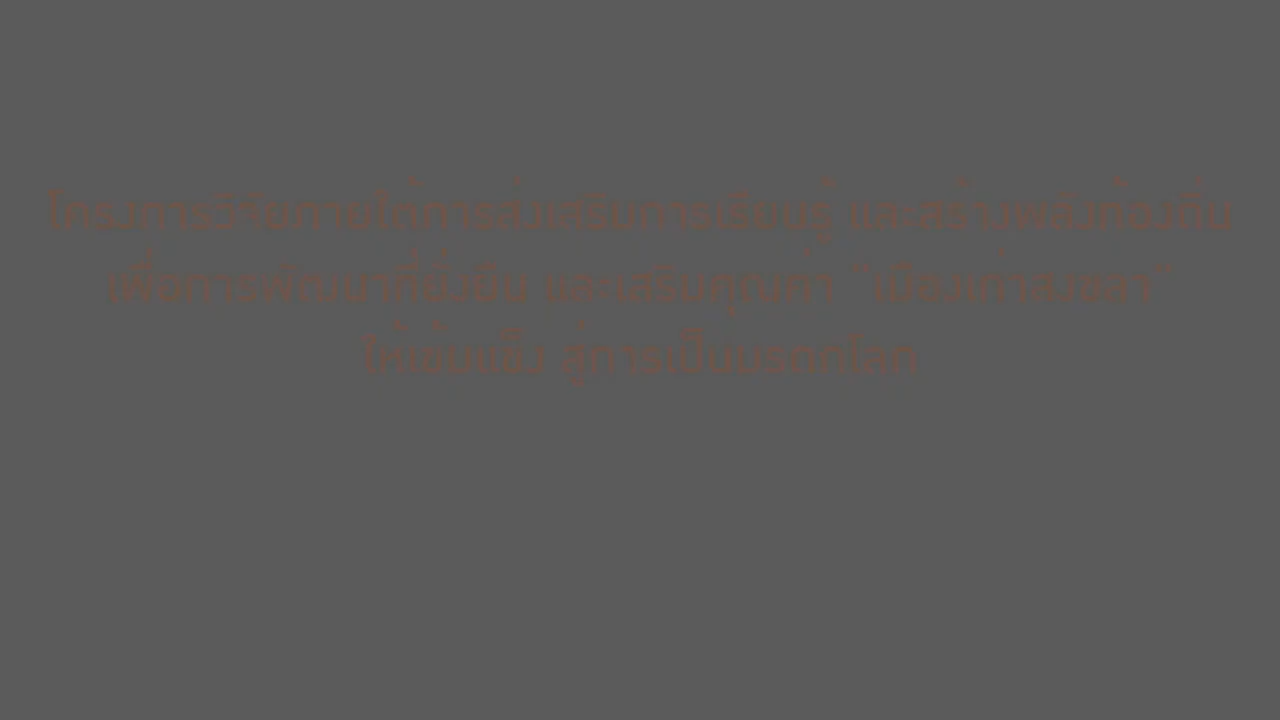 โครงการวิจัยภายใต้การส่งเสริมการเรียนรู้ และสร้างพลังท้องถิ่น
เพื่อการพัฒนาที่ยั่งยืน และเสริมคุณค่า "เมืองเก่าสงขลา"
ให้เข้มแข็ง สู่การเป็นมรดกโลก